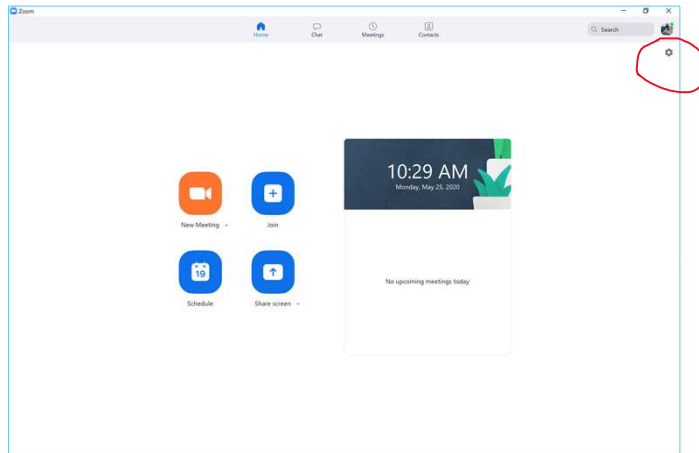 Zoom
Home
Chat
Meetings
Contacts
Search
10:29 AM
Monday, May 25, 2020
New Meeting
Join
19
Schedule
Share screen
No upcoming meetings today